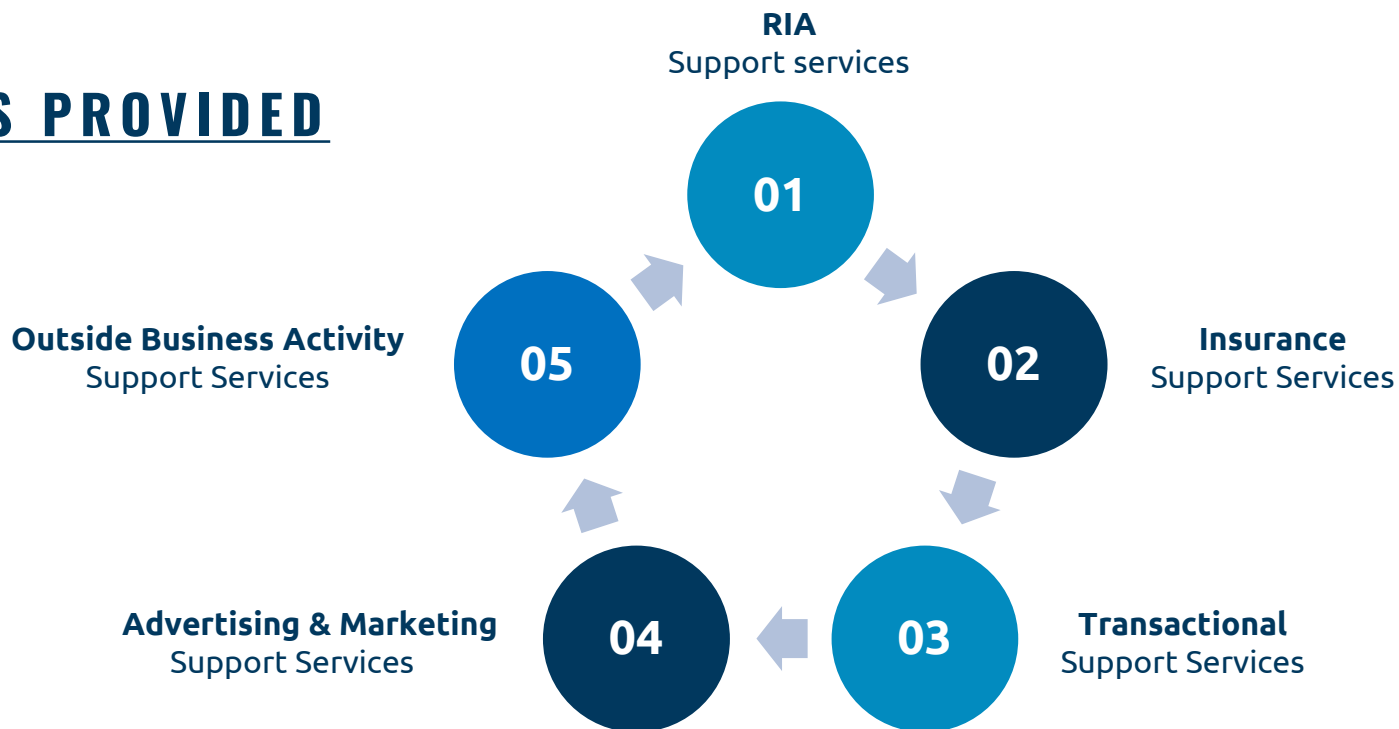 RIA
Support services
S PROVIDED
01
Outside Business Activity
Support Services
05
02
Insurance
Support Services
Advertising & Marketing
Support Services
04
03
Transactional
Support Services